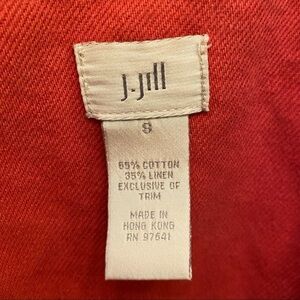 J.Jill
S
65% COTTON
35% LINEN
EXCLUSIVE OF
TRIM
MADE IN
HONG KONG
RN 97641